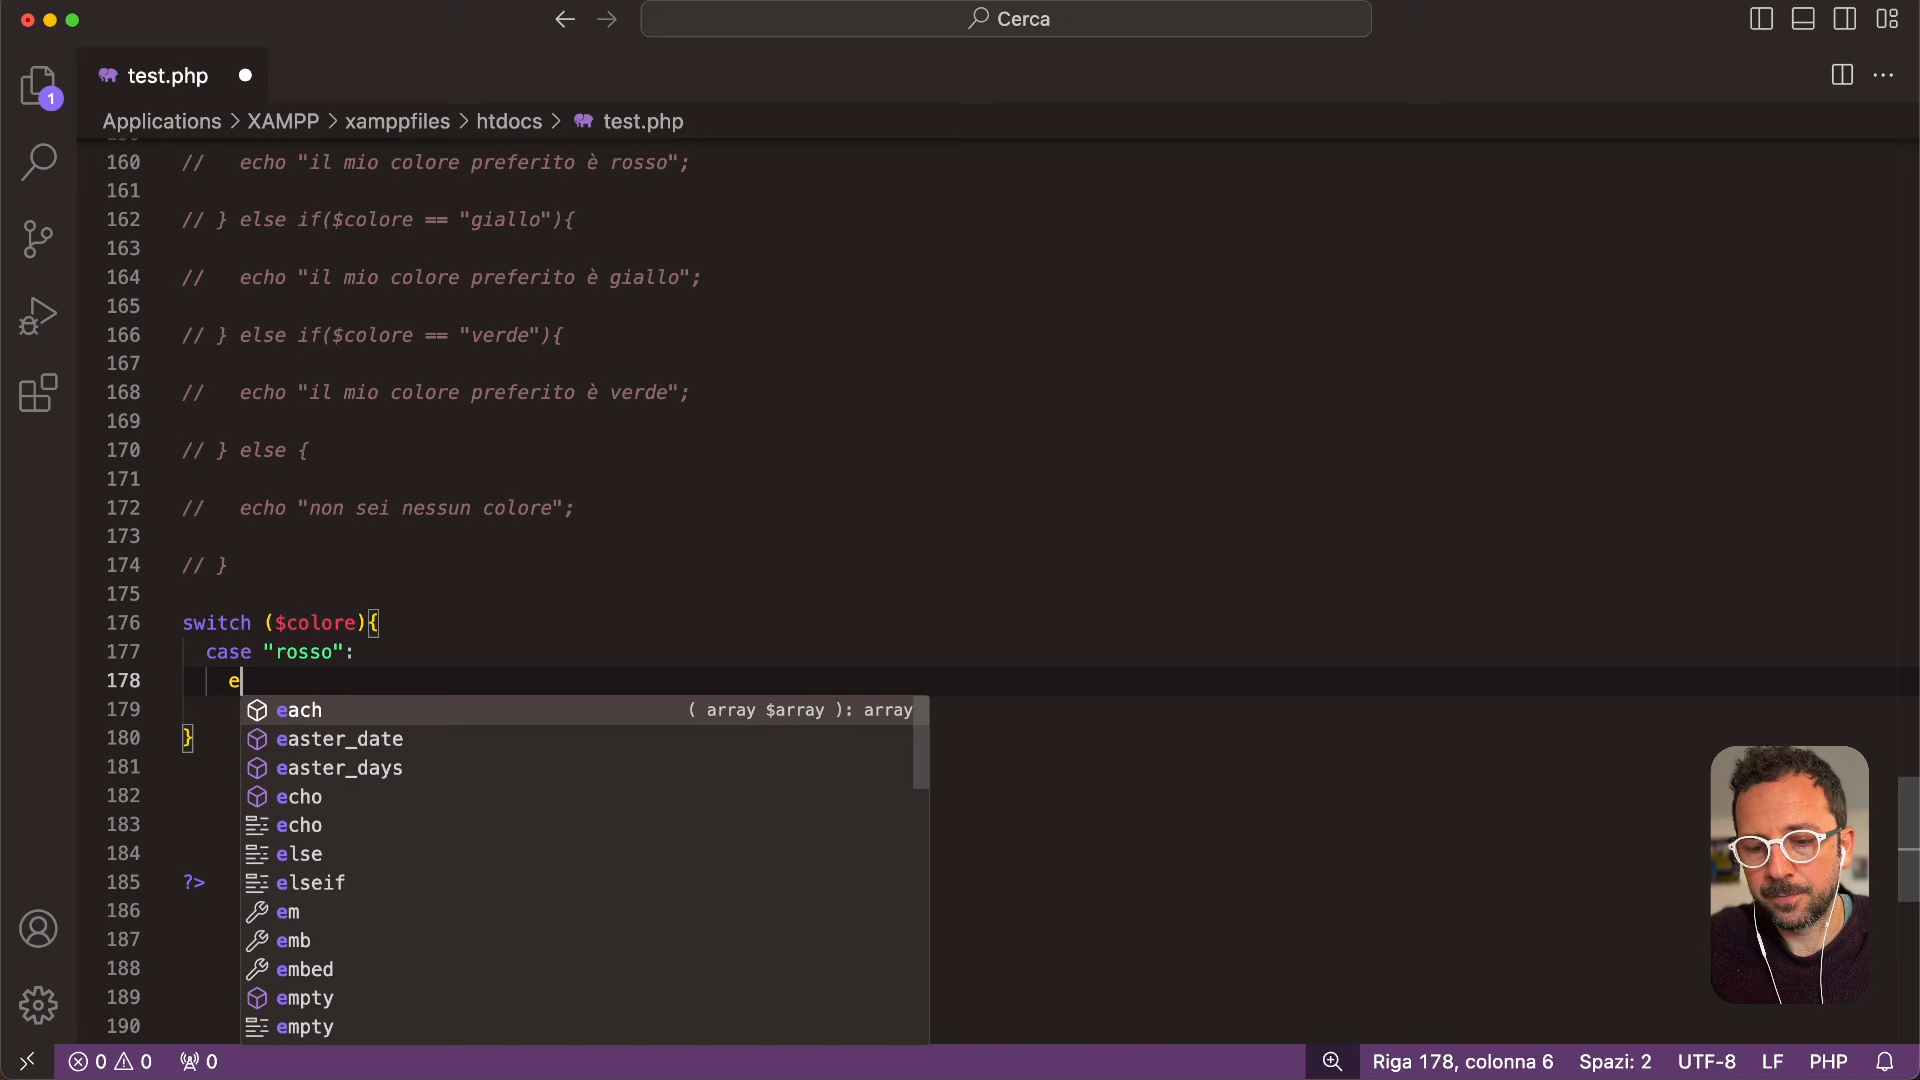 Cerca
test.php
1
Applications > XAMPP > xamppfiles > htdocs > test.php
160 // echo "il mio colore preferito è rosso";
161
162 // } else if($colore == "giallo"){
163
164 // echo "il mio colore preferito è giallo";
165
166 // } else if($colore == "verde"){
167
168 // echo "il mio colore preferito è verde";
169
170 // } else {
171
172 // echo "non sei nessun colore";
173
174 // }
175
176 switch ($colore){
177 case "rosso":
178 e
179
180 }
181
182
183
184
185 ?>
186
187
188
189
190
each ( array $array ): array
easter_date
easter_days
echo
echo
else
elseif
em
emb
embed
empty
empty
0 0 0 Riga 178, colonna 6 Spazi: 2 UTF-8 LF PHP